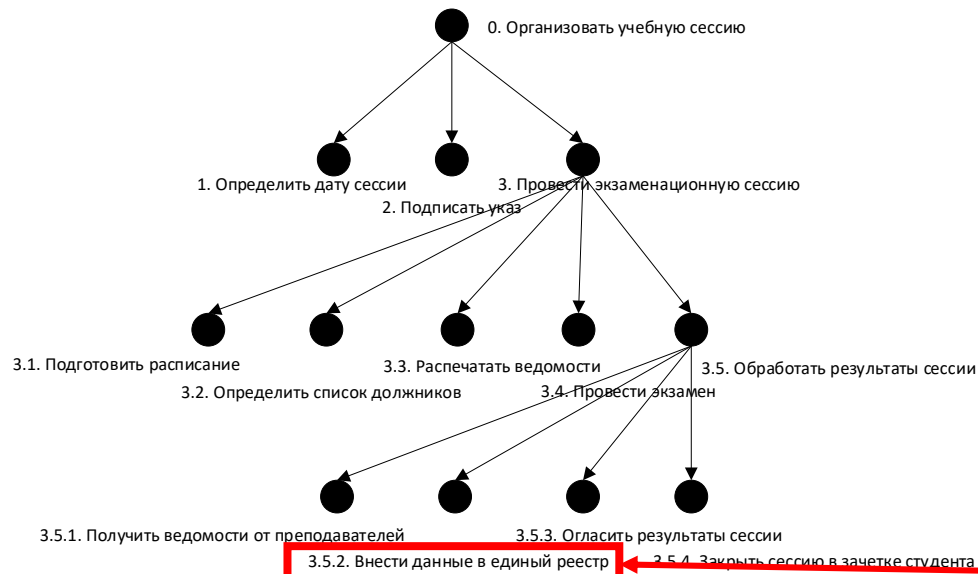 0. Организовать учебную сессию
1. Определить дату сессии
3. Провести экзаменационную сессию
2. Подписать указ
3.1. Подготовить расписание
3.3. Распечатать ведомости
3.5. Обработать результаты сессии
3.2. Определить список должников
3.4. Провести экзамен
3.5.1. Получить ведомости от преподавателей
3.5.3. Огласить результаты сессии
3.5.2. Внести данные в единый реестр
3.5.4. Закрыть сессию в зачетке студента